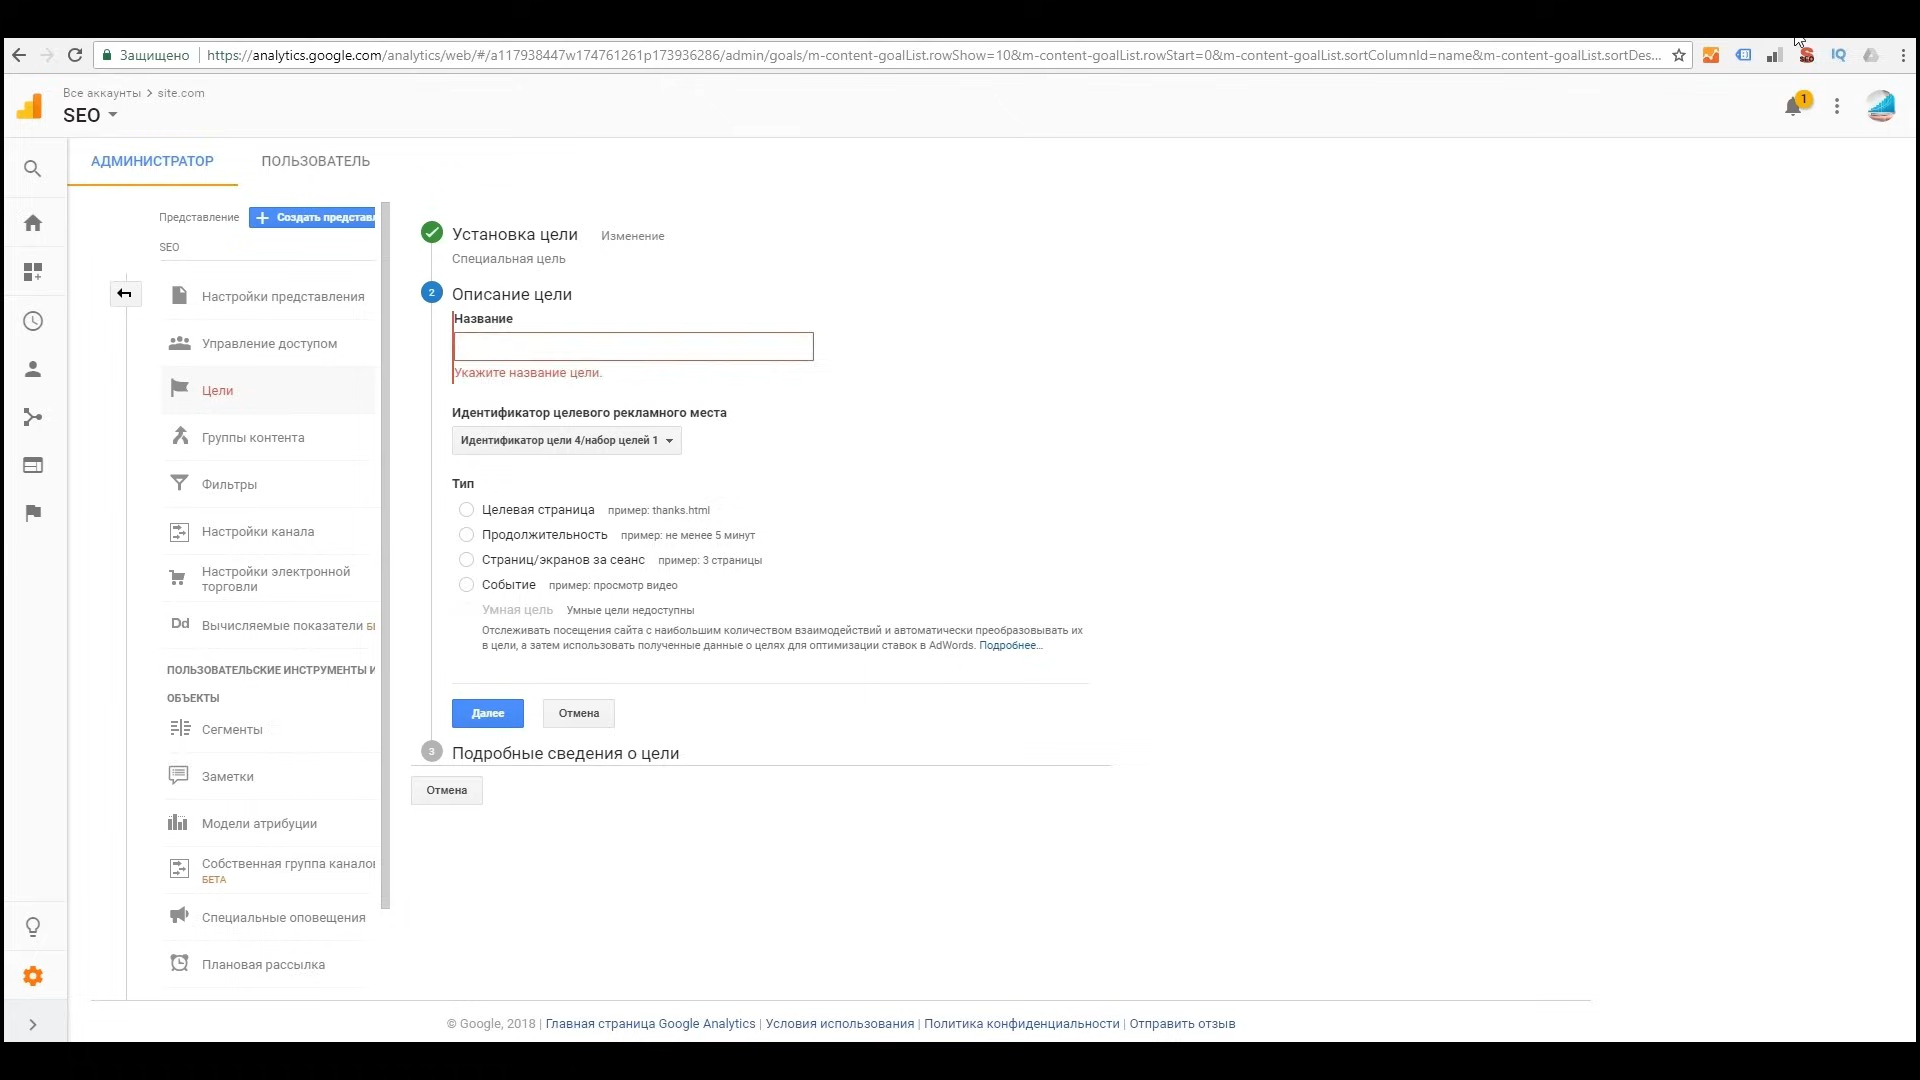 Защищено
https://analytics.google.com/analytics/web/#/a117938447w174761261p173936286/admin/goals/m-content-goalList.rowShow=10&m-content-goalList.rowStart=0&m-content-goalList.sortColumnId=name&m-content-goalList.sortDes...
Все аккаунты > site.com
SEO
1
АДМИНИСТРАТОР
ПОЛЬЗОВАТЕЛЬ
Представление
+ Создать представл
SEO
Настройки представления
Управление доступом
Цели
Группы контента
Фильтры
Настройки канала
Настройки электронной
торговли
Dd Вычисляемые показатели
ПОЛЬЗОВАТЕЛЬСКИЕ ИНСТРУМЕНТЫ И
ОБЪЕКТЫ
Сегменты
Заметки
Модели атрибуции
Собственная группа каналов
БЕТА
Специальные оповещения
Плановая рассылка
Установка цели Изменение
Специальная цель
2 Описание цели
Название
Укажите название цели.
Идентификатор целевого рекламного места
Идентификатор цели 4/набор целей 1
Тип
Целевая страница пример: thanks.html
Продолжительность пример: не менее 5 минут
Страниц/экранов за сеанс пример: 3 страницы
Событие пример: просмотр видео
Умная цель Умные цели недоступны
Отслеживать посещения сайта с наибольшим количеством взаимодействий и автоматически преобразовывать их
в цели, а затем использовать полученные данные о целях для оптимизации ставок в AdWords. Подробнее...
Далее
Отмена
3 Подробные сведения о цели
Отмена
© Google, 2018 | Главная страница Google Analytics | Условия использования | Политика конфиденциальности | Отправить отзыв